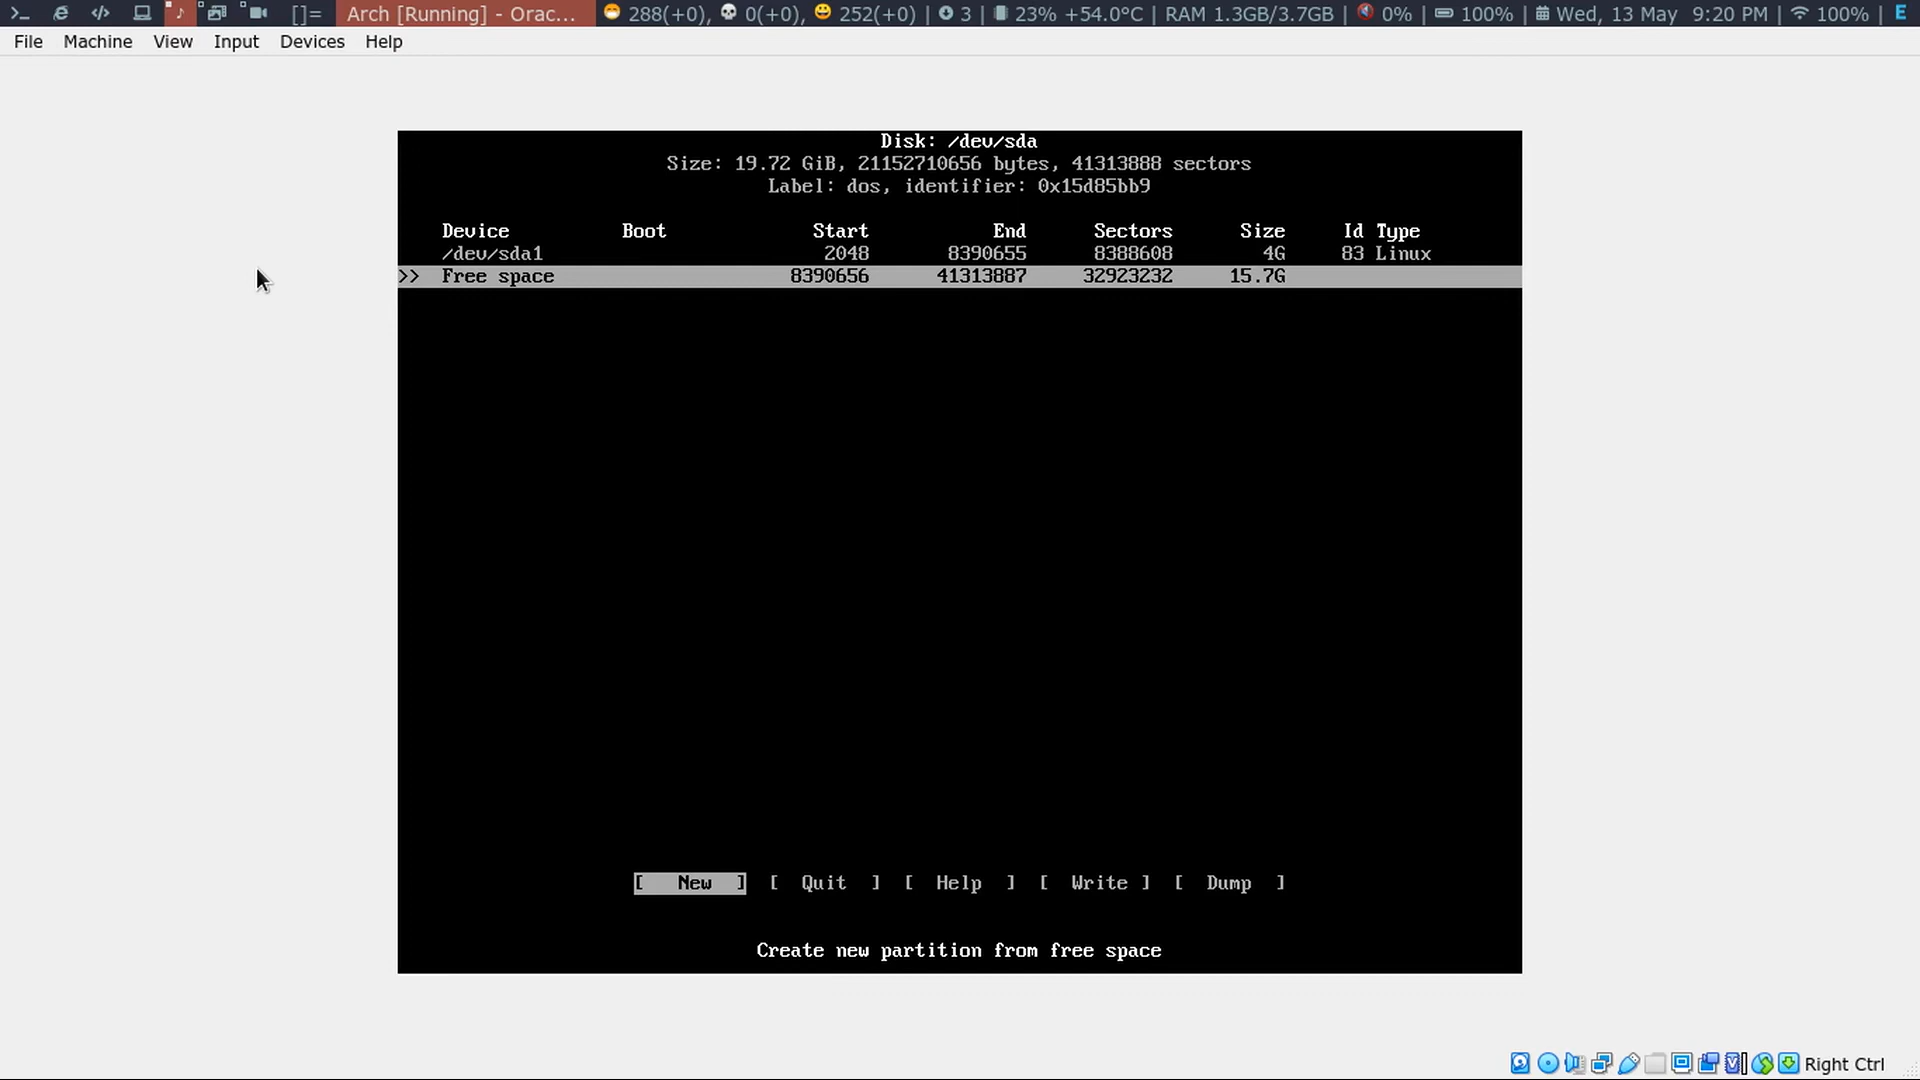 []= Arch [Running] - Orac... 288(+0), 0(+0), 252(+0) | 3 | 23% +54.0°C | RAM 1.3GB/3.7GB | 0% | 100% | Wed, 13 May 9:20 PM | 100% | E
File Machine View Input Devices Help
Disk: /dev/sda
Size: 19.72 GiB, 21152710656 bytes, 41313888 sectors
Label: dos, identifier: 0x15d85bb9
Device Boot Start End Sectors Size Id Type
/dev/sda1 2048 8390655 8388608 4G 83 Linux
>> Free space 8390656 41313887 32923232 15.7G
[ New ] [ Quit ] [ Help ] [ Write ] [ Dump ]
Create new partition from free space
Right Ctrl